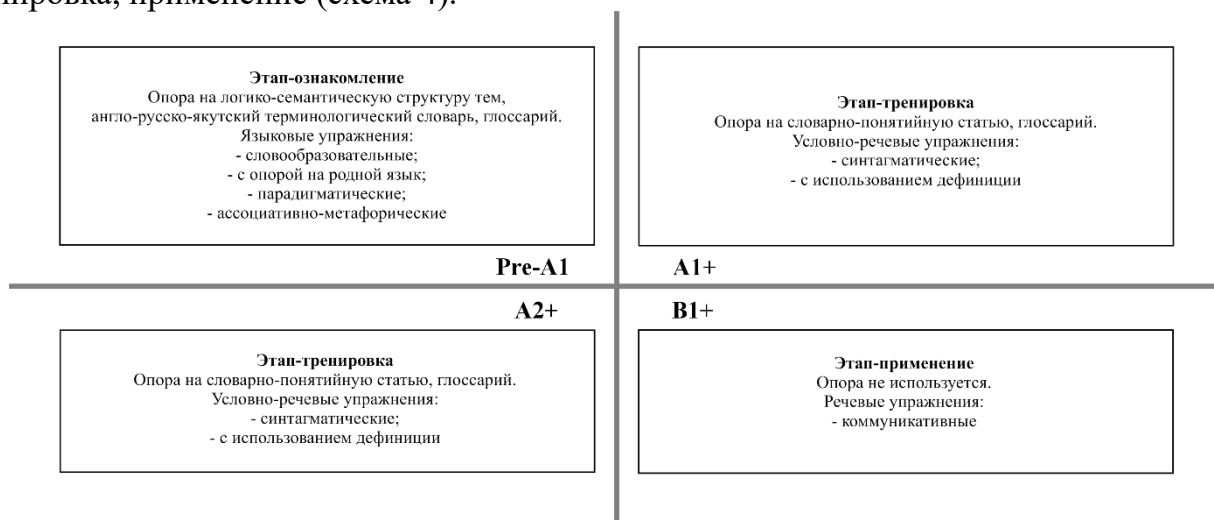 применение (схема 4).
Этап-ознакомление
Опора на логико-семантическую структуру тем,
англо-русско-якутский терминологический словарь, глоссарий.
Языковые упражнения:
- словообразовательные;
- с опорой на родной язык;
- парадигматические;
- ассоциативно-метафорические
Pre-A1
Этап-тренировка
Опора на словарно-понятийную статью, глоссарий.
Условно-речевые упражнения:
- синтагматические;
- с использованием дефиниции
A1+
A2+
Этап-тренировка
Опора на словарно-понятийную статью, глоссарий.
Условно-речевые упражнения:
- синтагматические;
- с использованием дефиниции
B1+
Этап-применение
Опора не используется.
Речевые упражнения:
- коммуникативные